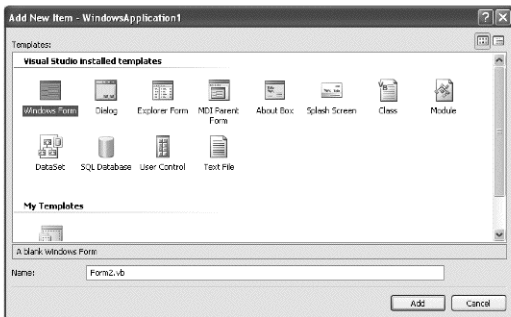 Add New Item - WindowsApplication1
Templates:
Visual Studio installed templates
Windows Form Dialog Explorer Form MDI Parent Form About Box Splash Screen Class Module
DataSet SQL Database User Control Text File
My Templates
A blank Windows Form
Name: Form2.vb
Add Cancel